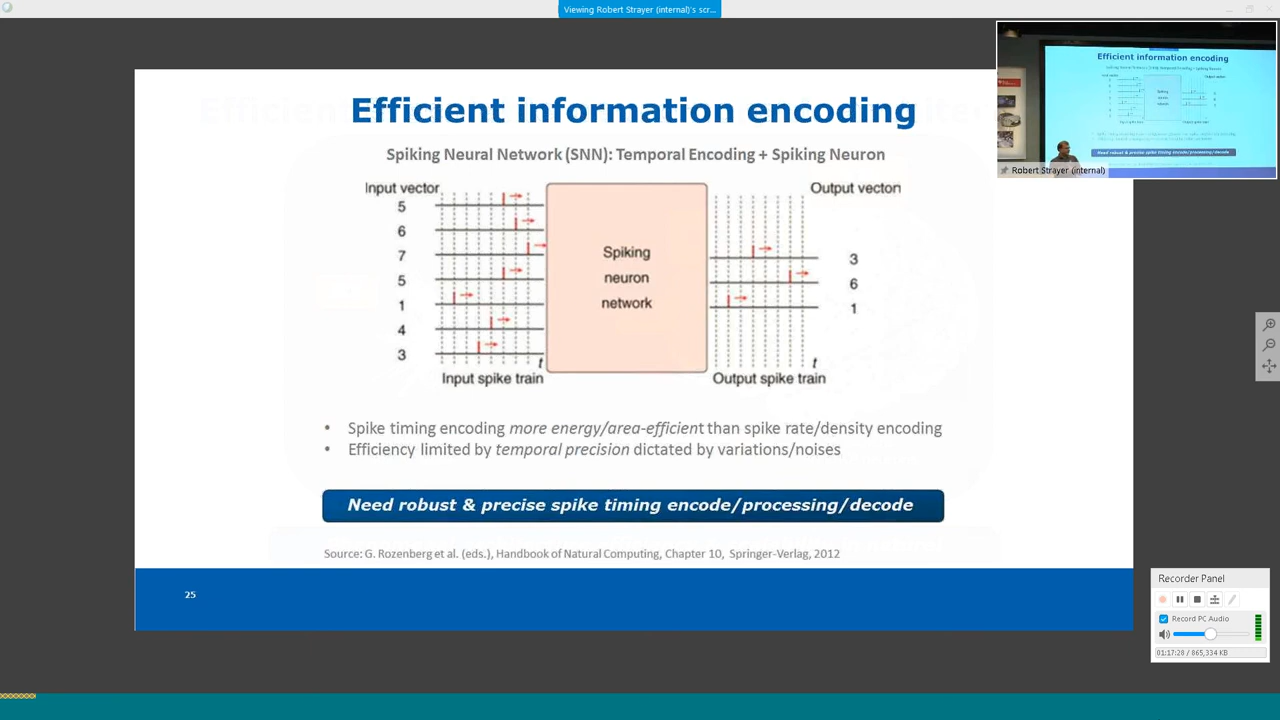 Viewing Robert Strayer (internal)'s scr...
Efficient information encoding
Spiking Neural Network (SNN): Temporal Encoding + Spiking Neuron
Input vector
Output vector
5
6
7
5
1
4
3
Spiking
neuron
network
3
6
1
t
t
Input spike train
Output spike train
• Spike timing encoding more energy/area-efficient than spike rate/density encoding
• Efficiency limited by temporal precision dictated by variations/noises
Need robust & precise spike timing encode/processing/decode
Source: G. Rozenberg et al. (eds.), Handbook of Natural Computing, Chapter 10, Springer-Verlag, 2012
25
Efficient information encoding
Need robust & precise spike timing encode/processing/decode
Robert Strayer (internal)
Recorder Panel
Record PC Audio
01:17:28 / 865,334 KB